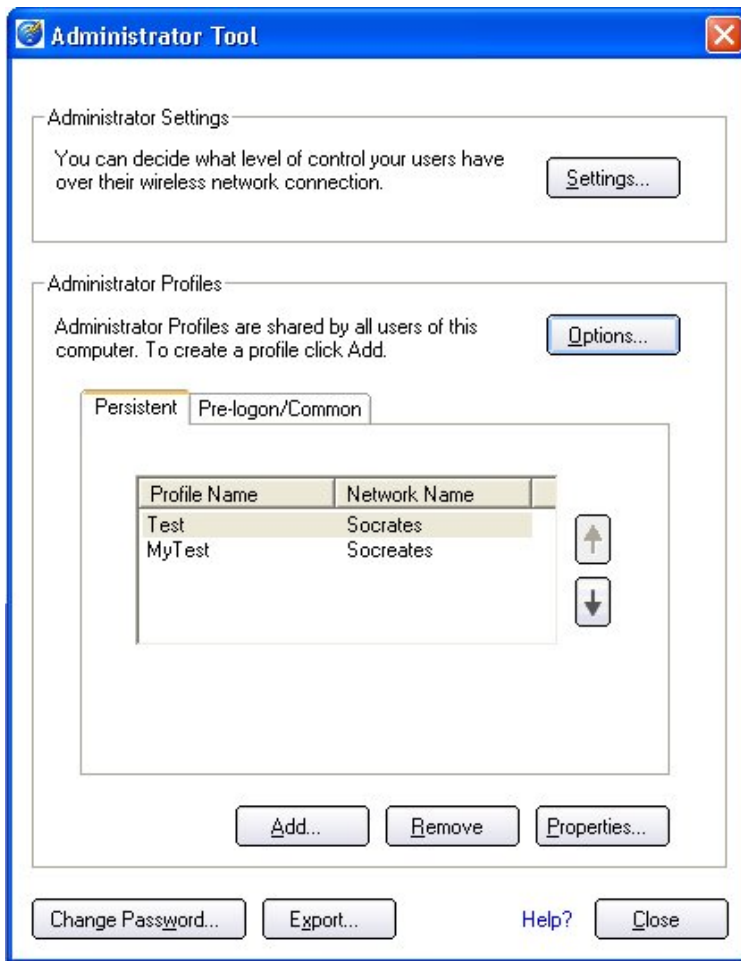 Administrator Tool
Administrator Settings
You can decide what level of control your users have
over their wireless network connection.
Settings...
Administrator Profiles
Administrator Profiles are shared by all users of this
computer. To create a profile click Add.
Options...
Persistent Pre-logon/Common
Profile Name Network Name
Test Socrates
MyTest Socreates
Add... Remove Properties...
Change Password... Export... Help? Close